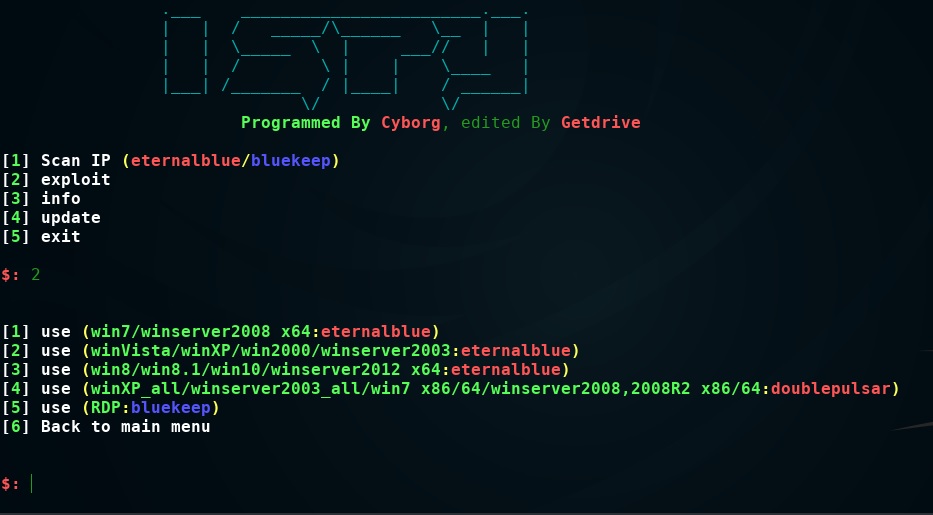 Programmed By Cyborg, edited By Getdrive
[1] Scan IP (eternalblue/bluekeep)
[2] exploit
[3] info
[4] update
[5] exit
$: 2
[1] use (win7/winserver2008 x64:eternalblue)
[2] use (winVista/winXP/win2000/winserver2003:eternalblue)
[3] use (win8/win8.1/win10/winserver2012 x64:eternalblue)
[4] use (winXP_all/winserver2003_all/win7 x86/64/winserver2008,2008R2 x86/64:doublepulsar)
[5] use (RDP:bluekeep)
[6] Back to main menu
$: